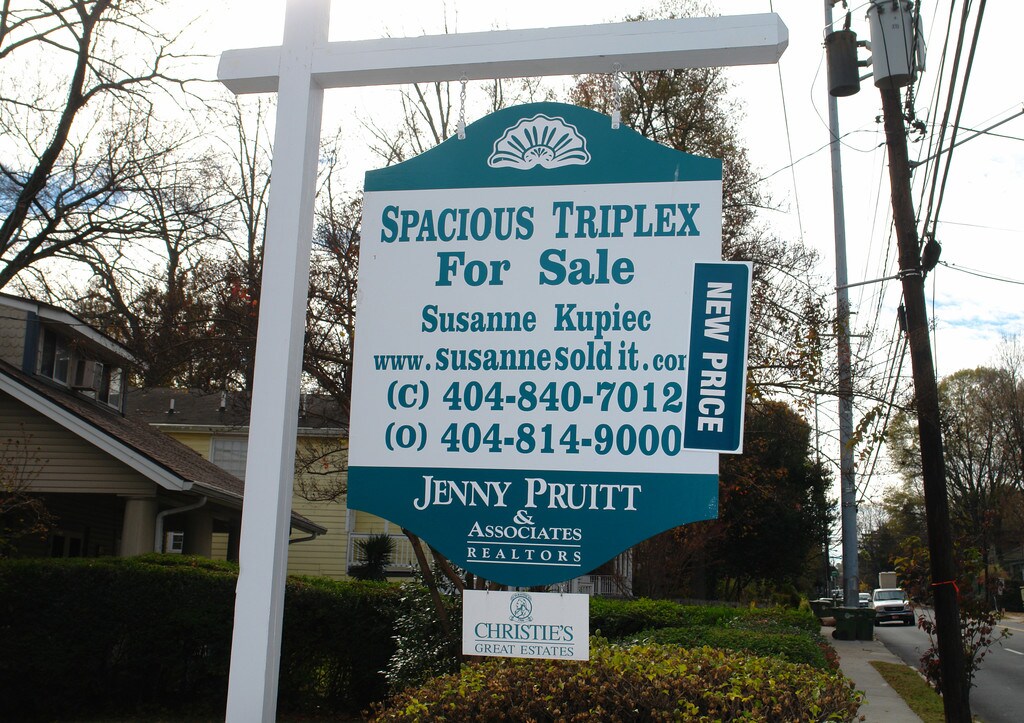 SPACIOUS TRIPLEX
For Sale
Susanne Kupiec
www.susannesoldit.com
(C) 404-840-7012
(O) 404-814-9000
NEW PRICE
JENNY PRUITT
&
ASSOCIATES
REALTORS
CHRISTIE'S
GREAT ESTATES